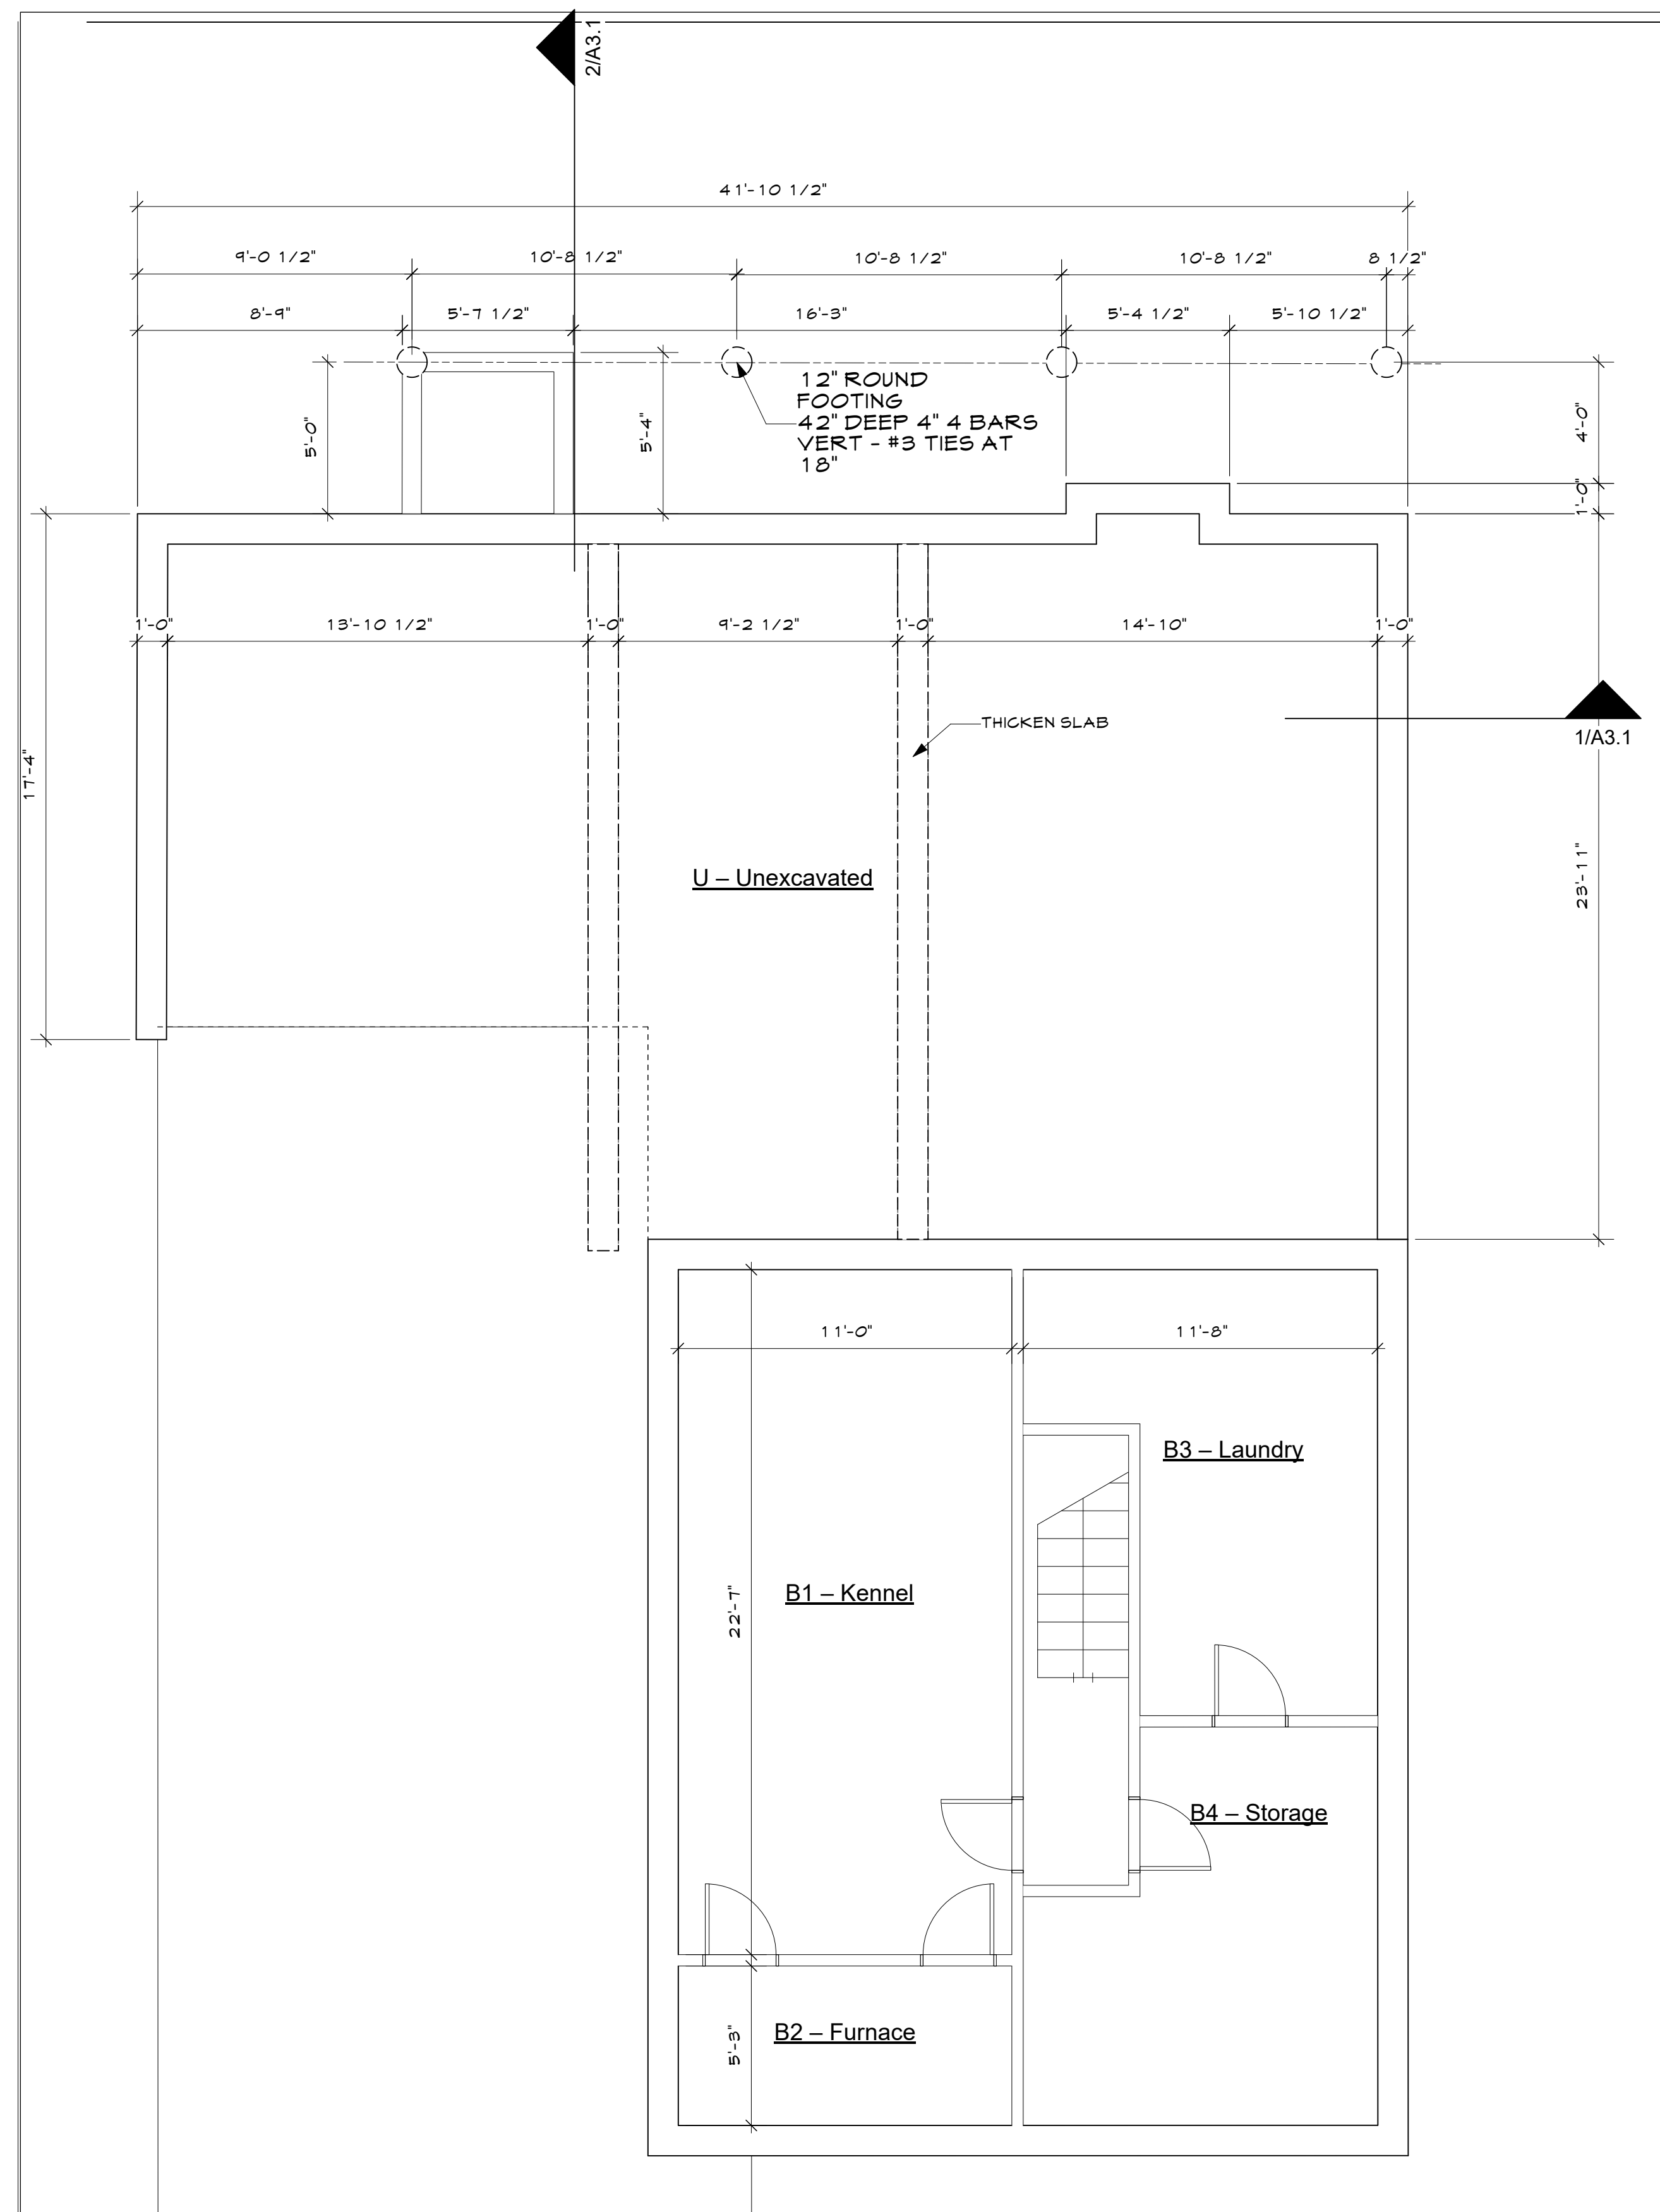 2/A3.1
41'-10 1/2"
9'-0 1/2"
10'-8 1/2"
10'-8 1/2"
10'-8 1/2"
8 1/2"
8'-9"
5'-7 1/2"
16'-3"
5'-4 1/2"
5'-10 1/2"
12" ROUND
FOOTING
42" DEEP 4" 4 BARS
VERT - #3 TIES AT
18"
5'-0"
5'-4"
4'-0"
1'-0"
1'-0"
13'-10 1/2"
1'-0"
9'-2 1/2"
1'-0"
14'-10"
1'-0"
THICKEN SLAB
1/A3.1
17'-4"
U – Unexcavated
23'-11"
11'-0"
11'-8"
B3 – Laundry
B1 – Kennel
22'-7"
B4 – Storage
B2 – Furnace
5'-3"